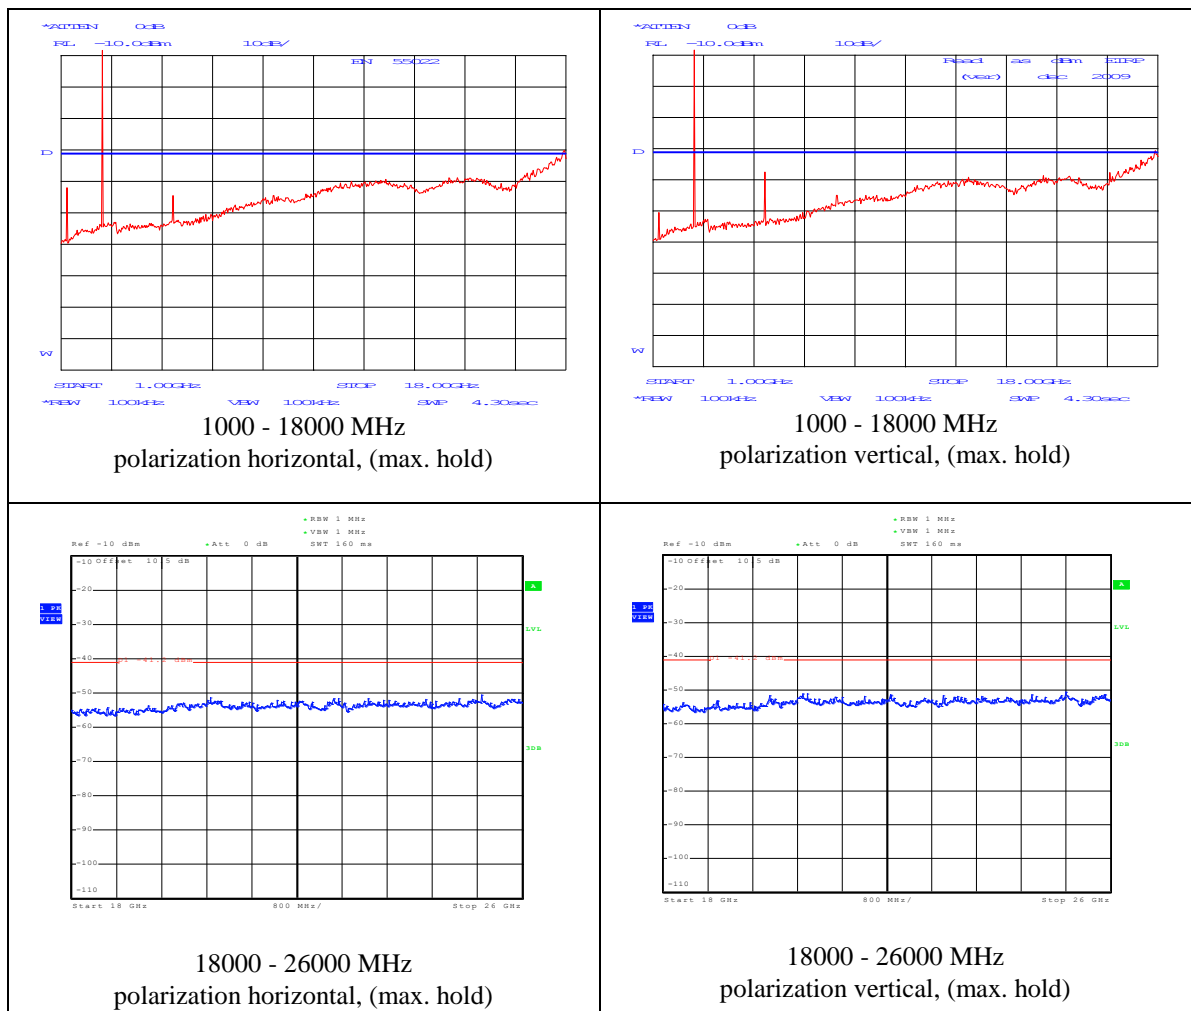 *ATTEN 0dB
RL -10.0dBm 10dB/
EN 55022
D
W
START 1.00GHz STOP 18.00GHz
*RBW 100kHz VBW 100kHz SWP 4.30sec
1000 - 18000 MHz
polarization horizontal, (max. hold)
*ATTEN 0dB
RL -10.0dBm 10dB/
Read as dBm EIRP
(ver) dec 2009
D
W
START 1.00GHz STOP 18.00GHz
*RBW 100kHz VBW 100kHz SWP 4.30sec
1000 - 18000 MHz
polarization vertical, (max. hold)
* RBW 1 MHz
* VBW 1 MHz
Ref -10 dBm * Att 0 dB SWT 160 ms
-10 Offset 10.5 dB
-20
A
1 PK
VIEW
-30
LVL
-40
D1 -41.2 dBm
-50
-60
3DB
-70
-80
-90
-100
-110
Start 18 GHz 800 MHz/ Stop 26 GHz
18000 - 26000 MHz
polarization horizontal, (max. hold)
* RBW 1 MHz
* VBW 1 MHz
Ref -10 dBm * Att 0 dB SWT 160 ms
-10 Offset 10.5 dB
-20
A
1 PK
VIEW
-30
LVL
-40
D1 -41.2 dBm
-50
-60
3DB
-70
-80
-90
-100
-110
Start 18 GHz 800 MHz/ Stop 26 GHz
18000 - 26000 MHz
polarization vertical, (max. hold)